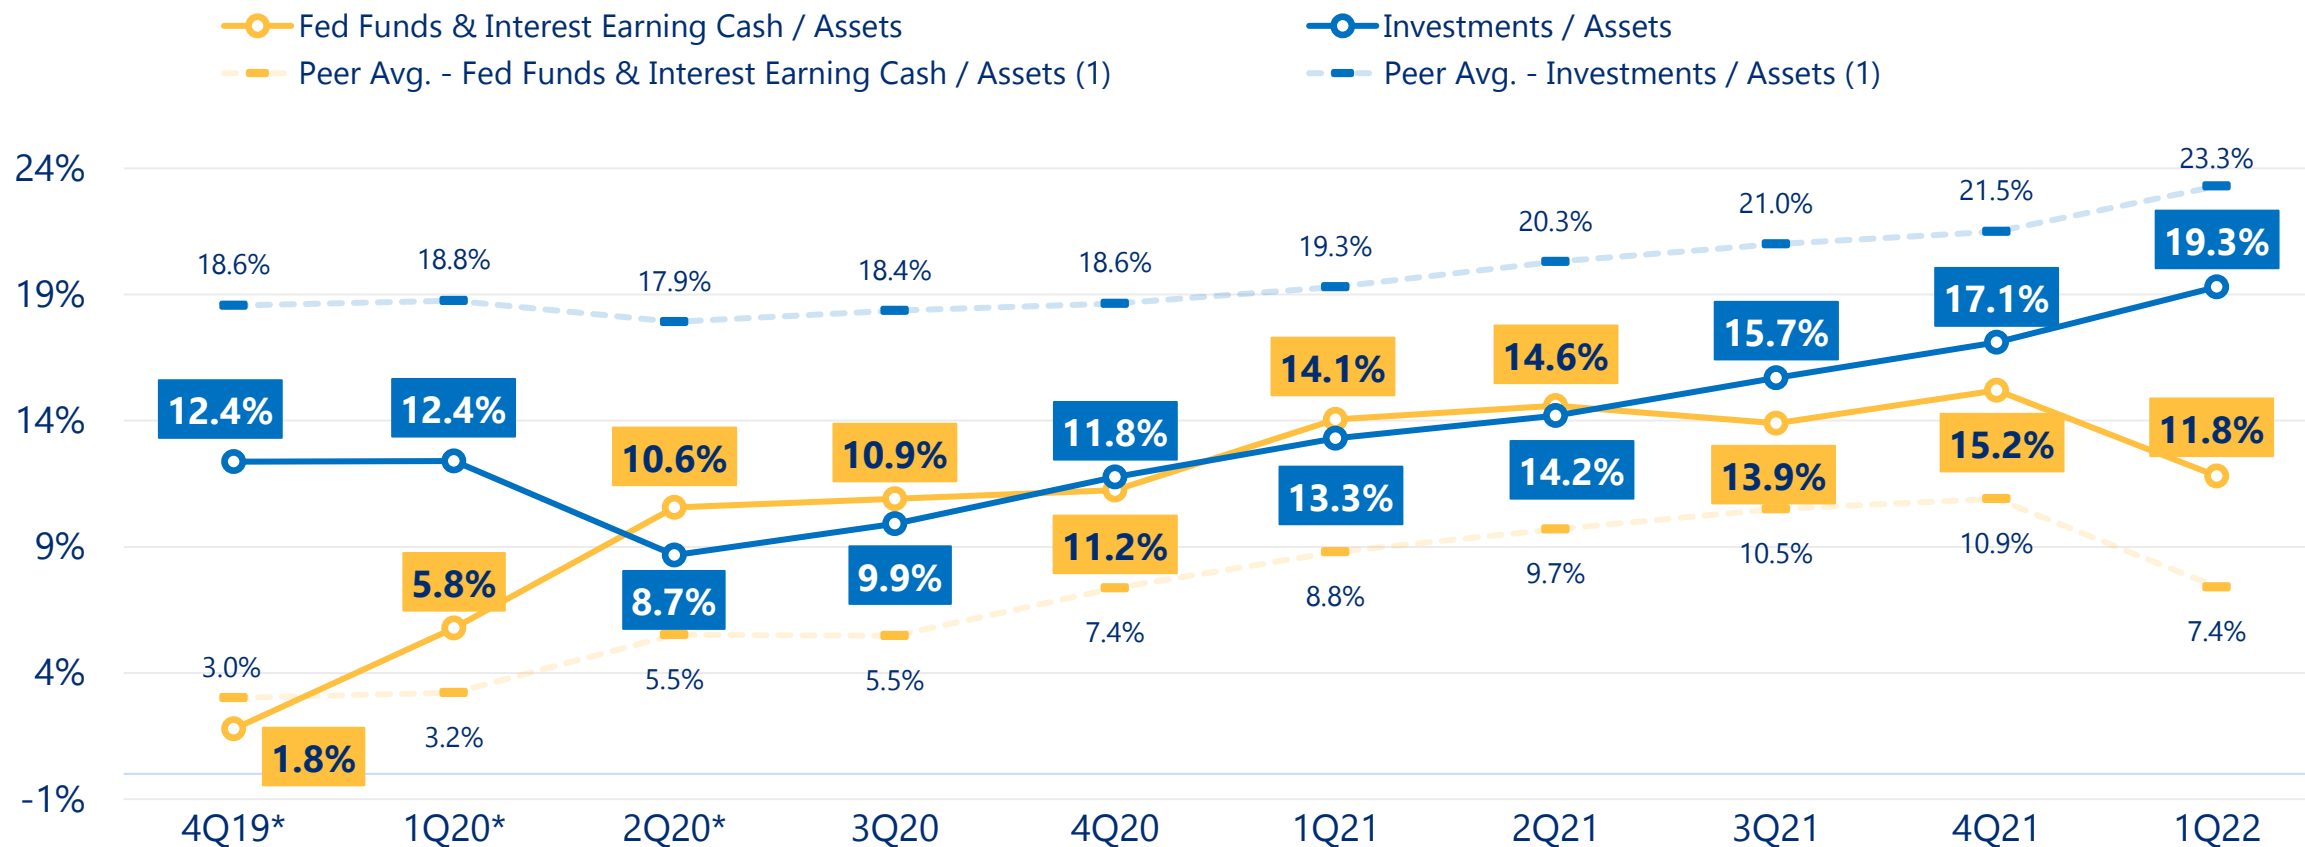 Fed Funds & Interest Earning Cash / Assets
Investments / Assets
Peer Avg. - Fed Funds & Interest Earning Cash / Assets (1)
Peer Avg. - Investments / Assets (1)
24%
19%
14%
9%
4%
-1%
18.6% 18.8% 17.9% 18.4% 18.6% 19.3% 20.3% 21.0% 21.5% 23.3%
12.4% 12.4% 8.7% 9.9% 11.8% 13.3% 14.2% 15.7% 17.1% 19.3%
1.8% 5.8% 10.6% 10.9% 11.2% 14.1% 14.6% 13.9% 15.2% 11.8%
3.0% 3.2% 5.5% 5.5% 7.4% 8.8% 9.7% 10.5% 10.9% 7.4%
4Q19* 1Q20* 2Q20* 3Q20 4Q20 1Q21 2Q21 3Q21 4Q21 1Q22